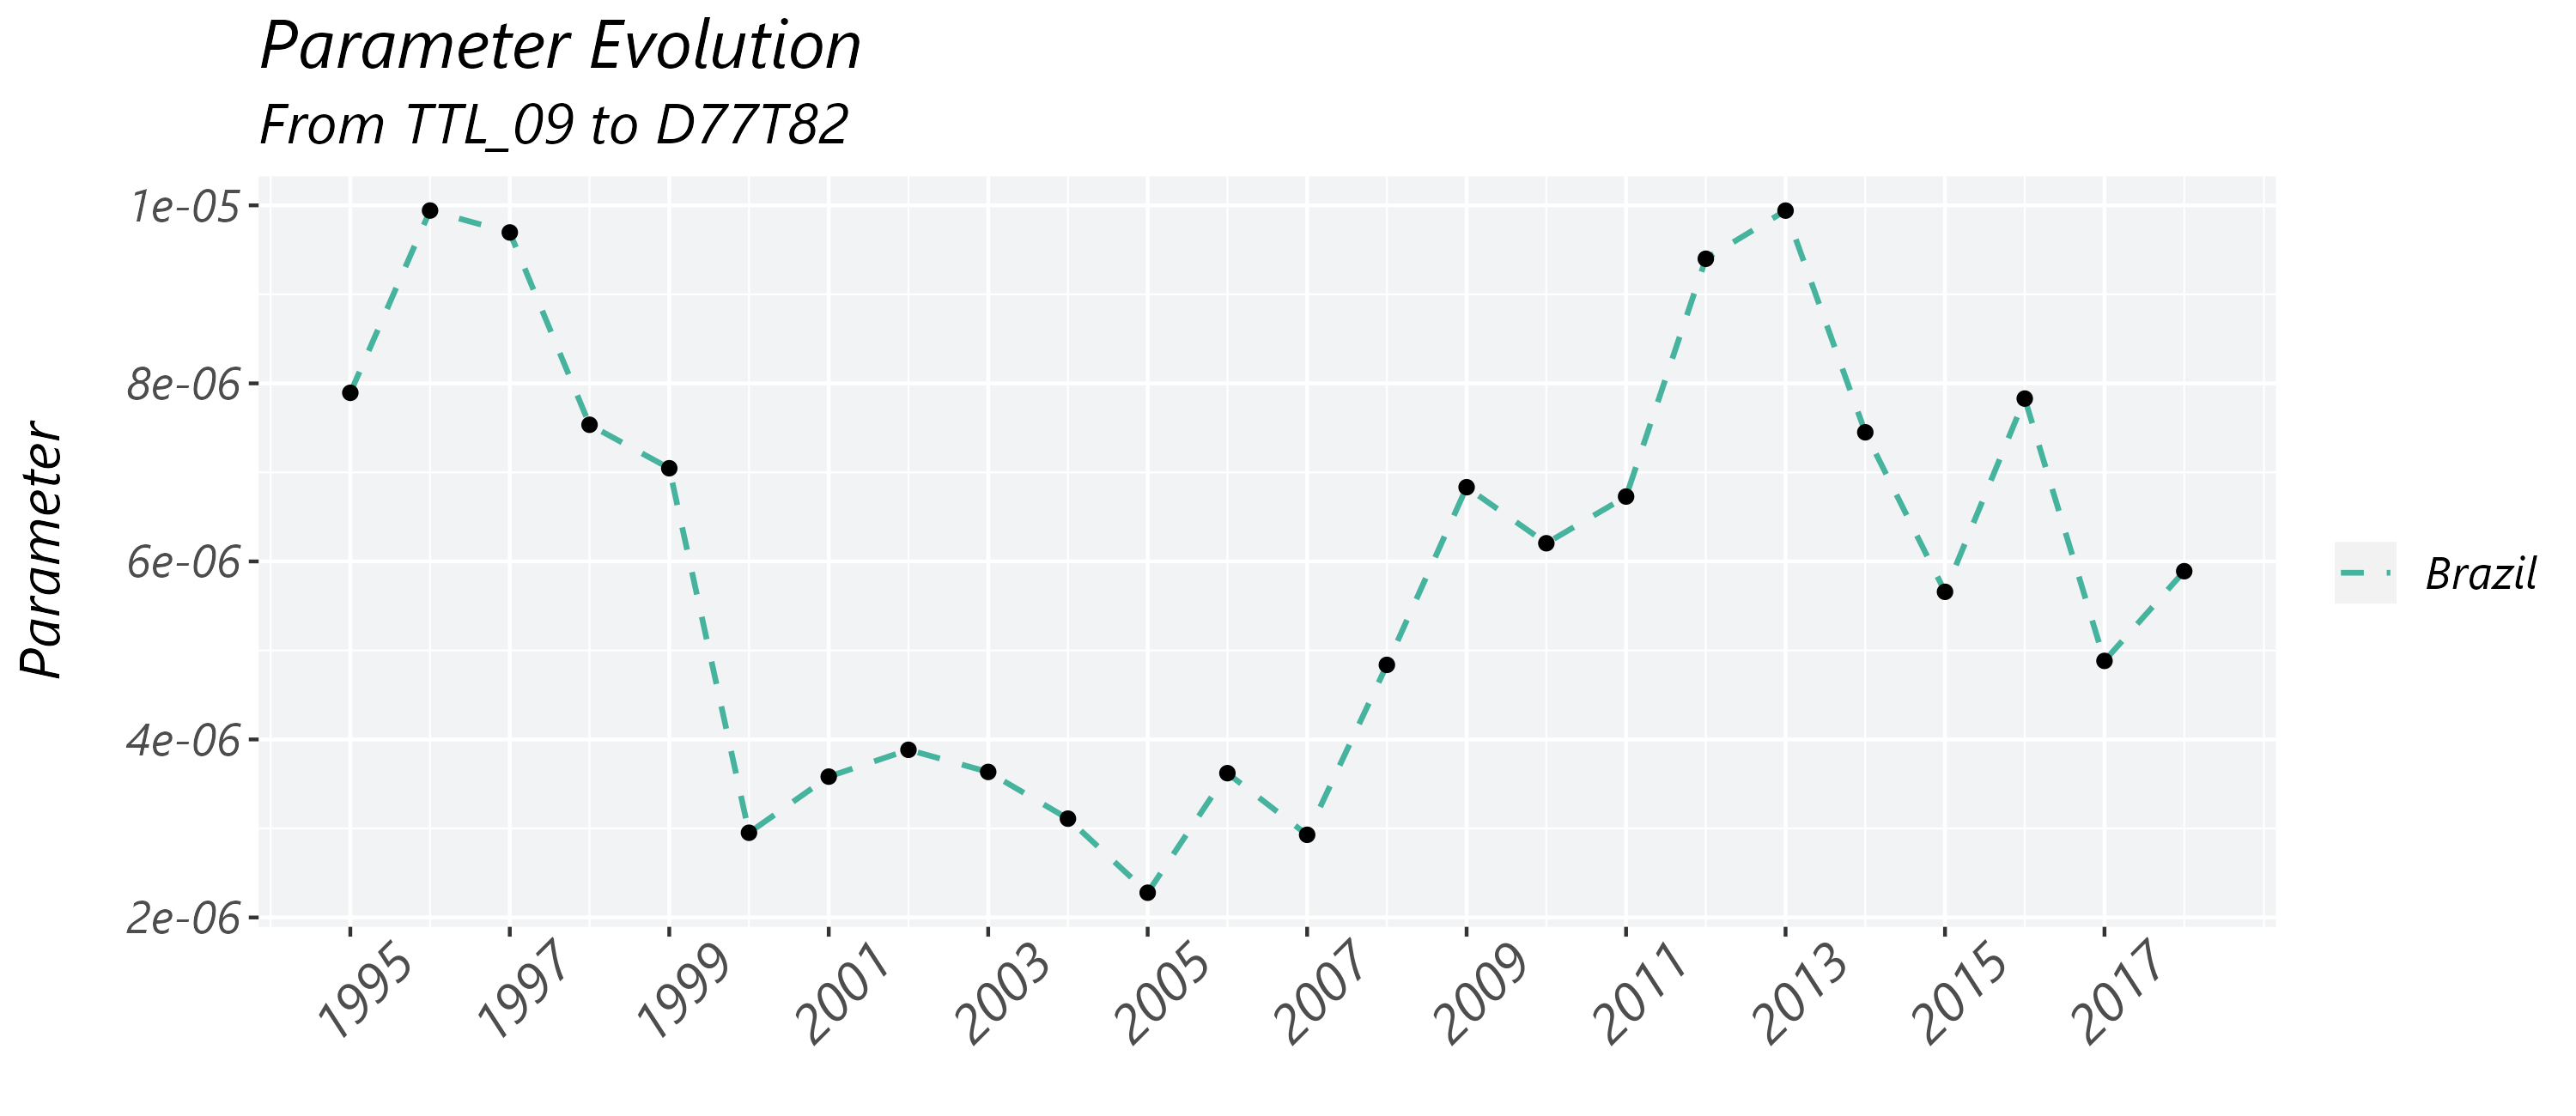 Parameter Evolution
From TTL_09 to D77T82
Parameter
1e-05
8e-06
6e-06
4e-06
2e-06
1995
1997
1999
2001
2003
2005
2007
2009
2011
2013
2015
2017
Brazil